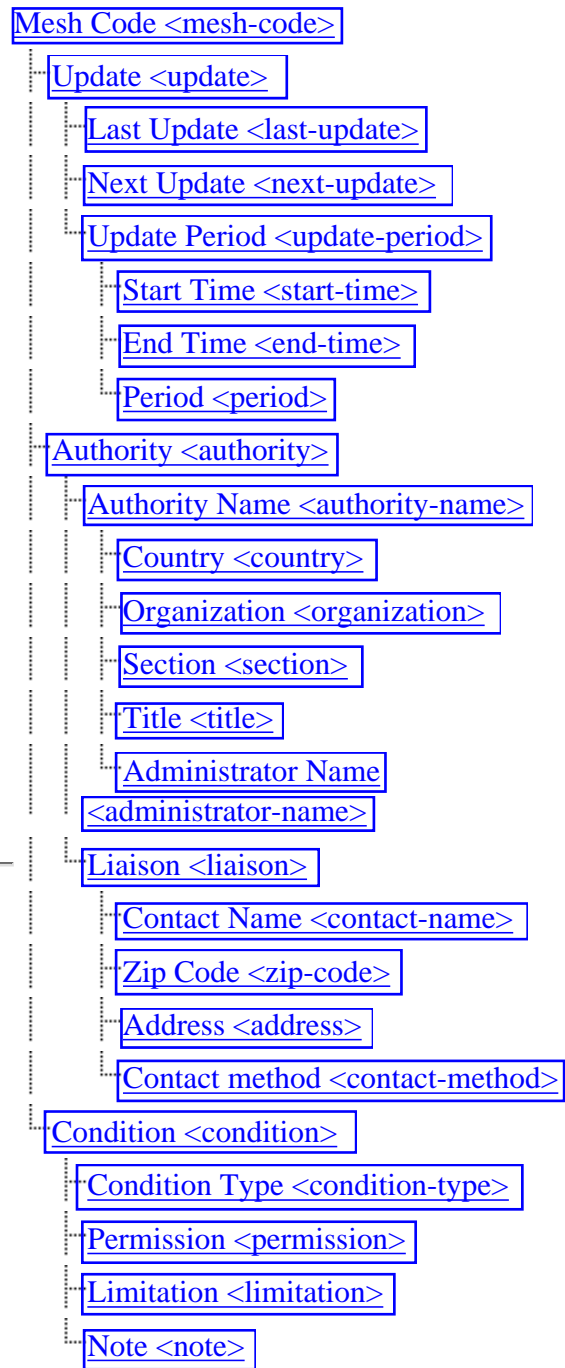 Mesh Code <mesh-code>
Update <update>
Last Update <last-update>
Next Update <next-update>
Update Period <update-period>
Start Time <start-time>
End Time <end-time>
Period <period>
Authority <authority>
Authority Name <authority-name>
Country <country>
Organization <organization>
Section <section>
Title <title>
Administrator Name
<administrator-name>
Liaison <liaison>
Contact Name <contact-name>
Zip Code <zip-code>
Address <address>
Contact method <contact-method>
Condition <condition>
Condition Type <condition-type>
Permission <permission>
Limitation <limitation>
Note <note>